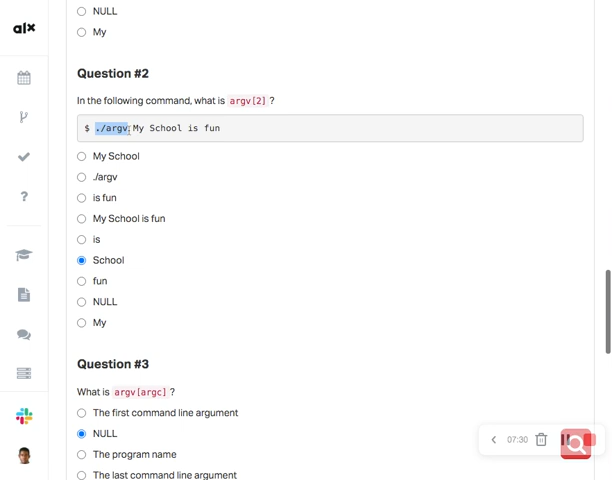 alx
NULL
My
Question #2
In the following command, what is argv[2] ?
$ ./argv My School is fun
My School
./argv
is fun
My School is fun
is
School
fun
NULL
My
Question #3
What is argv[argc] ?
The first command line argument
NULL
07:30
The program name
The last command line argument